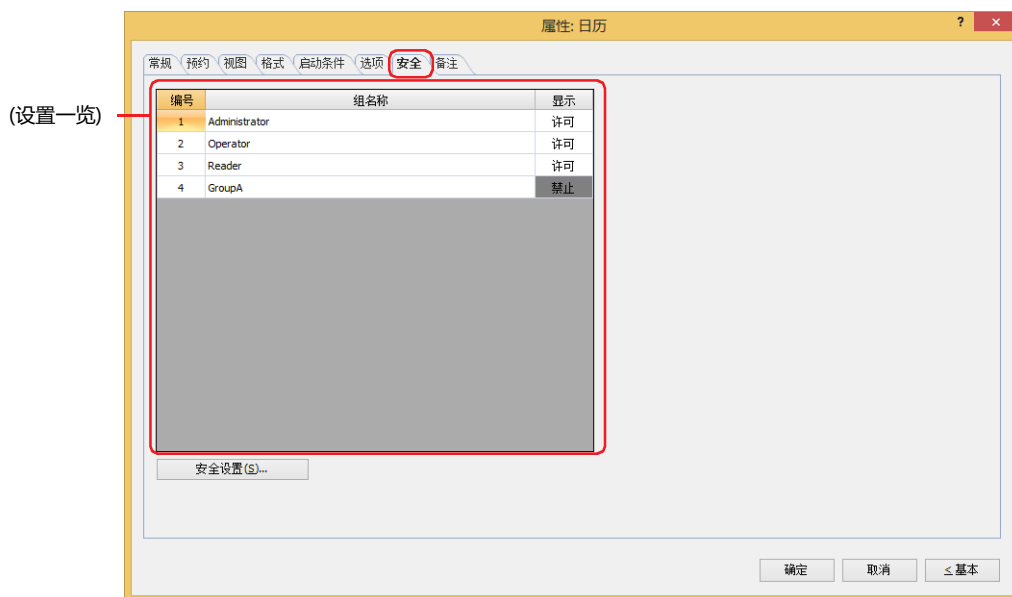 属性: 日历
? ×
常规 预约 视图 格式 启动条件 选项 安全 备注
(设置一览)
编号 组名称 显示
1 Administrator 许可
2 Operator 许可
3 Reader 许可
4 GroupA 禁止
安全设置(S)...
确定 取消 < 基本